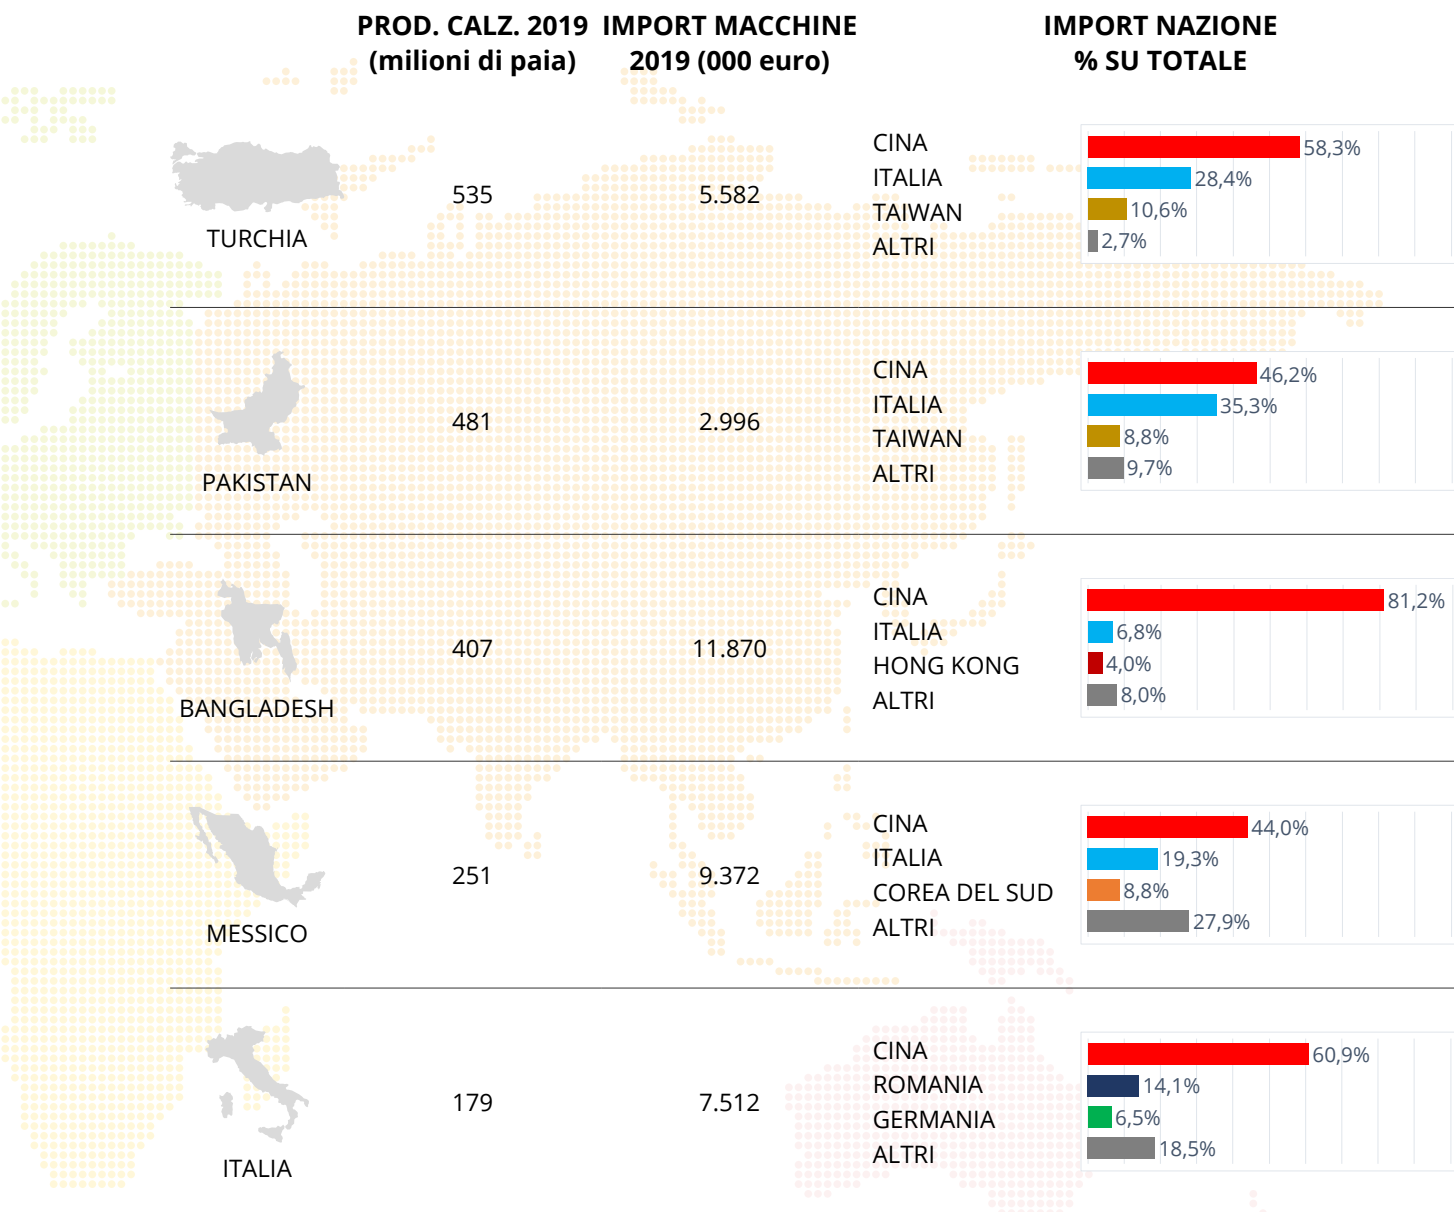 PROD. CALZ. 2019
(milioni di paia)
IMPORT MACCHINE
2019 (000 euro)
IMPORT NAZIONE
% SU TOTALE
TURCHIA
535
5.582
CINA 58,3%
ITALIA 28,4%
TAIWAN 10,6%
ALTRI 2,7%
PAKISTAN
481
2.996
CINA 46,2%
ITALIA 35,3%
TAIWAN 8,8%
ALTRI 9,7%
BANGLADESH
407
11.870
CINA 81,2%
ITALIA 6,8%
HONG KONG 4,0%
ALTRI 8,0%
MESSICO
251
9.372
CINA 44,0%
ITALIA 19,3%
COREA DEL SUD 8,8%
ALTRI 27,9%
ITALIA
179
7.512
CINA 60,9%
ROMANIA 14,1%
GERMANIA 6,5%
ALTRI 18,5%